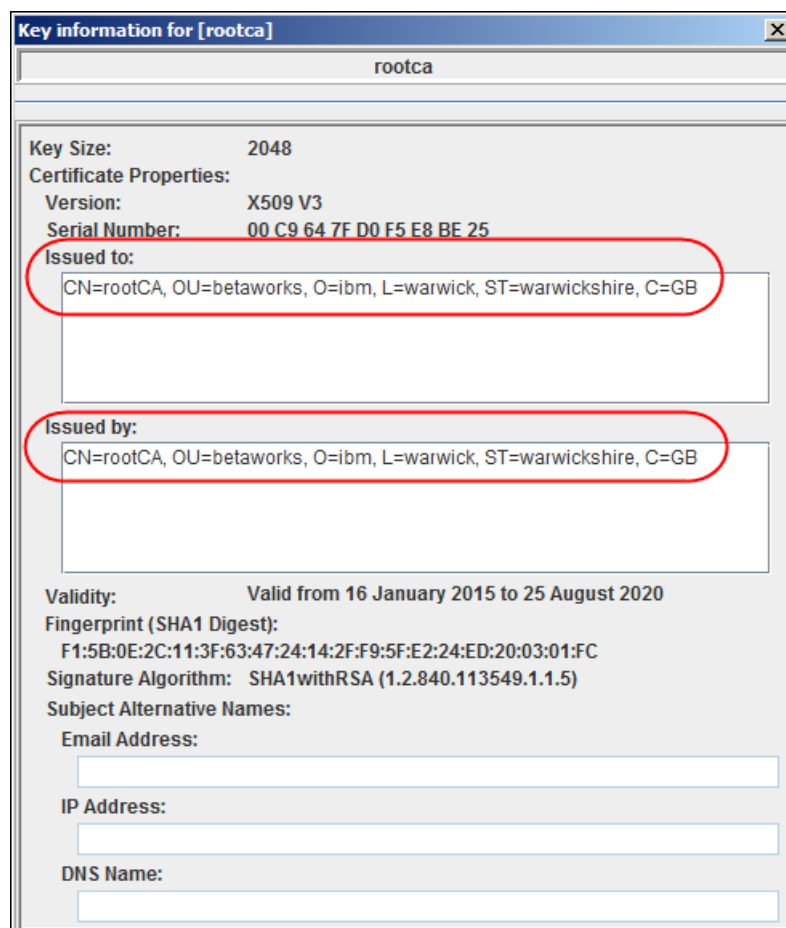 Key information for [rootca]
rootca
Key Size: 2048
Certificate Properties:
Version: X509 V3
Serial Number: 00 C9 64 7F D0 F5 E8 BE 25
Issued to:
CN=rootCA, OU=betaworks, O=ibm, L=warwick, ST=warwickshire, C=GB
Issued by:
CN=rootCA, OU=betaworks, O=ibm, L=warwick, ST=warwickshire, C=GB
Validity: Valid from 16 January 2015 to 25 August 2020
Fingerprint (SHA1 Digest):
F1:5B:0E:2C:11:3F:63:47:24:14:2F:F9:5F:E2:24:ED:20:03:01:FC
Signature Algorithm: SHA1withRSA (1.2.840.113549.1.1.5)
Subject Alternative Names:
Email Address:
IP Address:
DNS Name: